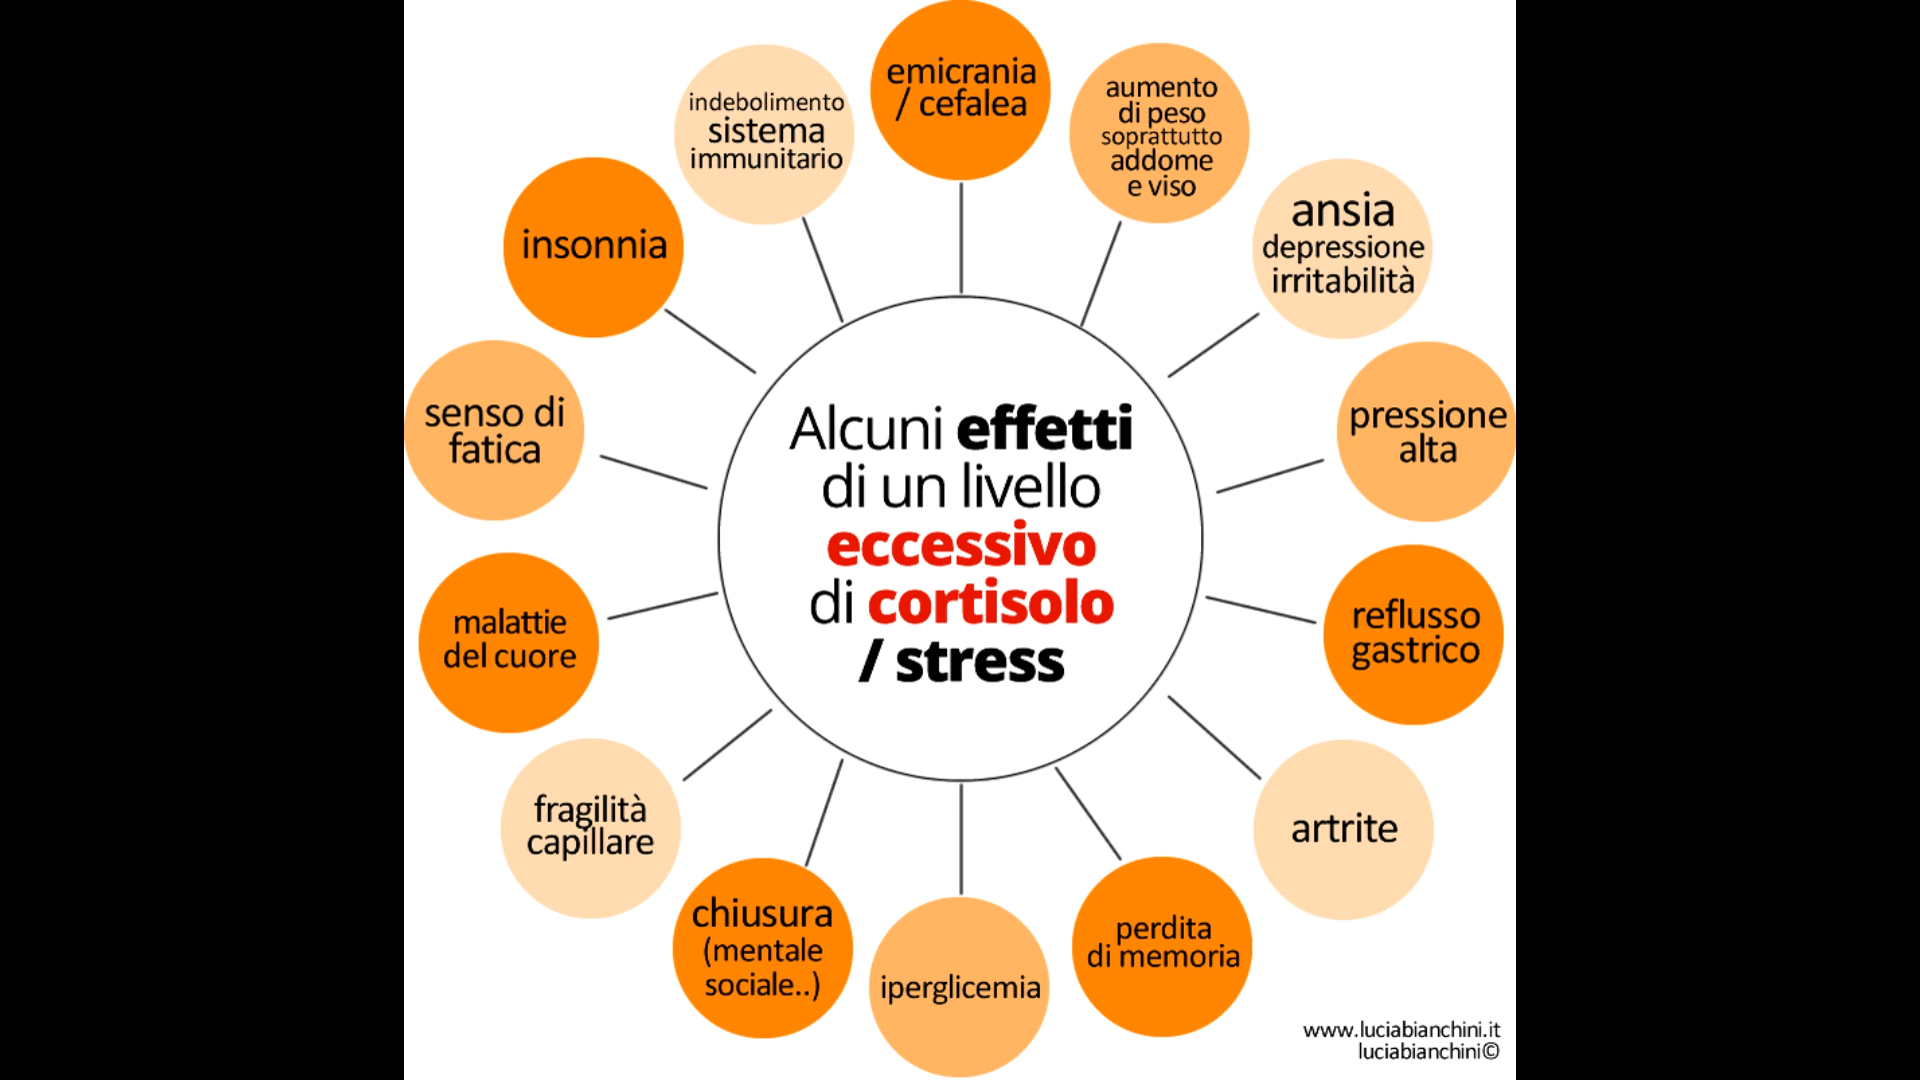 Alcuni effetti
di un livello
eccessivo
di cortisolo
/ stress
emicrania
/ cefalea
aumento
di peso
soprattutto
addome
e viso
ansia
depressione
irritabilità
pressione
alta
reflusso
gastrico
artrite
perdita
di memoria
iperglicemia
chiusura
(mentale
sociale..)
fragilità
capillare
malattie
del cuore
senso di
fatica
insonnia
indebolimento
sistema
immunitario
www.luciabianchini.it
luciabianchini©